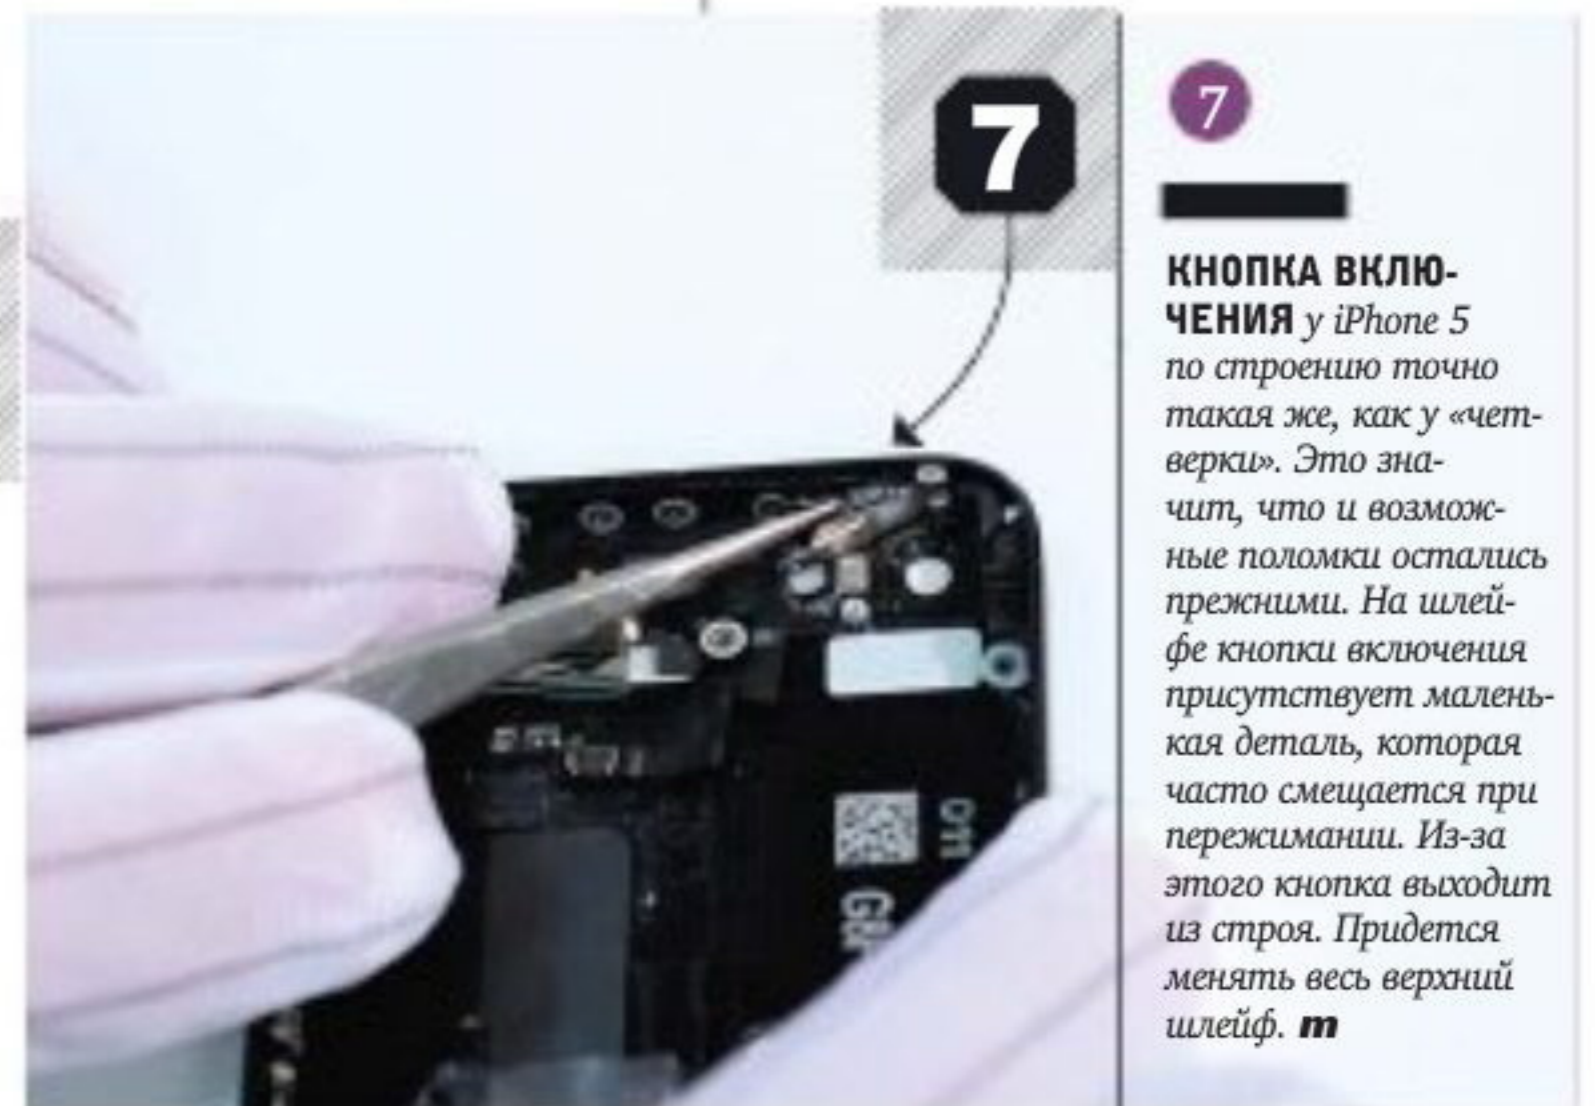 7
7
КНОПКА ВКЛЮ-
ЧЕНИЯ у iPhone 5
по строению точно
такая же, как у «чет-
верки». Это зна-
чит, что и возмож-
ные поломки остались
прежними. На шлей-
фе кнопки включения
присутствует малень-
кая деталь, которая
часто смещается при
пережимании. Из-за
этого кнопка выходит
из строя. Придется
менять весь верхний
шлейф. m